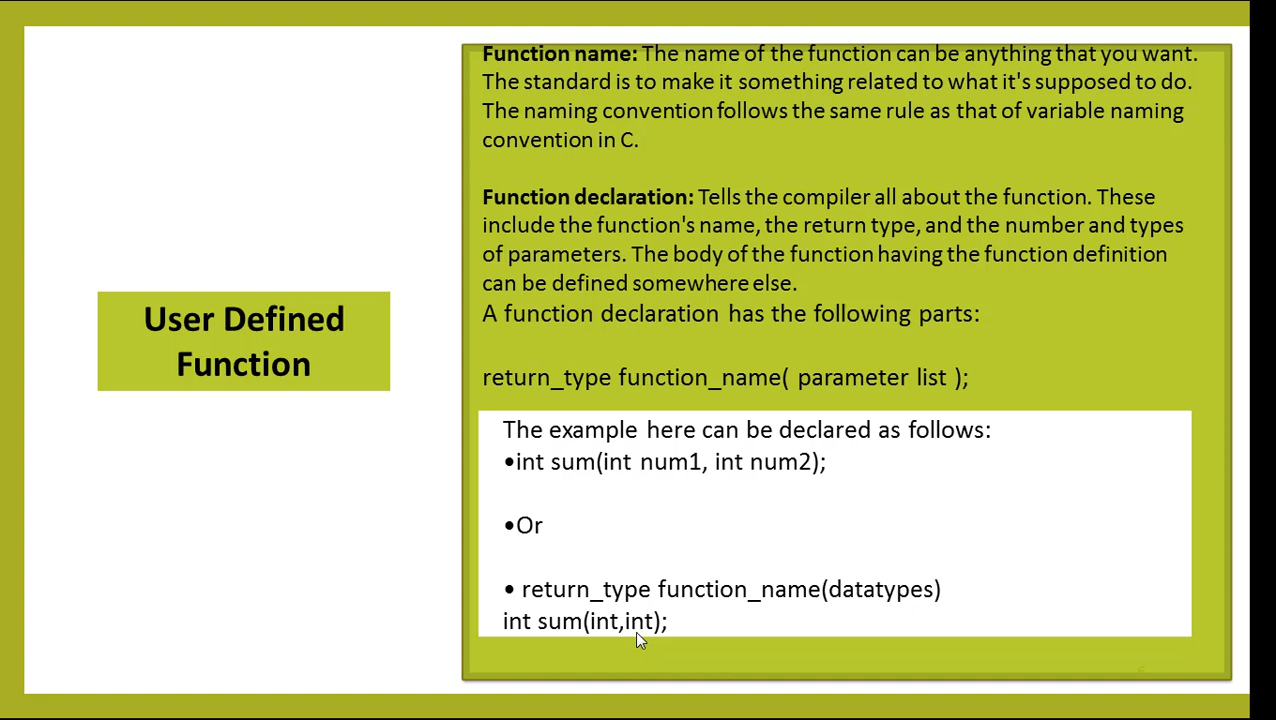 User Defined
Function
Function name: The name of the function can be anything that you want.
The standard is to make it something related to what it's supposed to do.
The naming convention follows the same rule as that of variable naming
convention in C.
Function declaration: Tells the compiler all about the function. These
include the function's name, the return type, and the number and types
of parameters. The body of the function having the function definition
can be defined somewhere else.
A function declaration has the following parts:
return_type function_name( parameter list );
The example here can be declared as follows:
•int sum(int num1, int num2);
•Or
• return_type function_name(datatypes)
int sum(int,int);